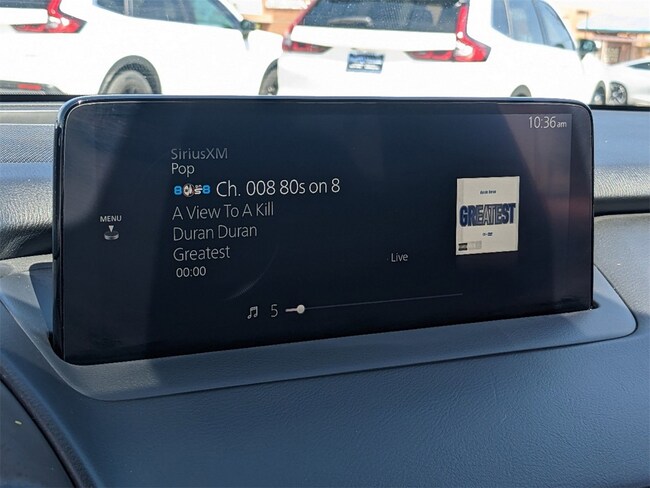 10:36 am
SiriusXM
Pop
Ch. 008 80s on 8
MENU
A View To A Kill
Duran Duran
Greatest
00:00
Live
GREATEST
5